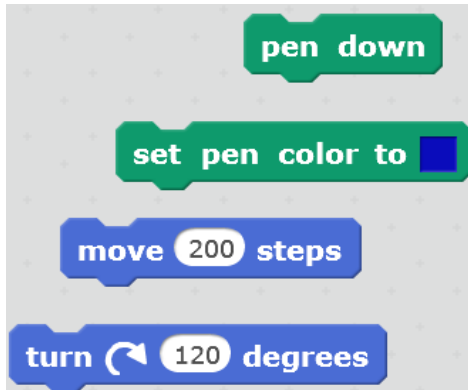 pen down
set pen color to
move 200 steps
turn 120 degrees